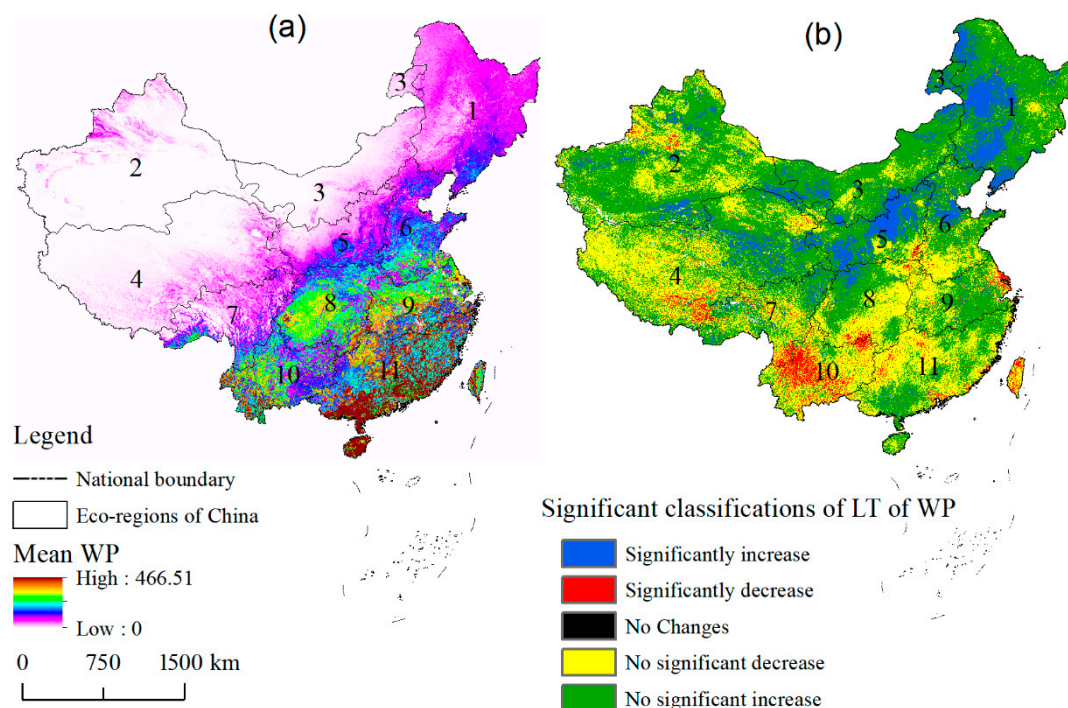 (a)
(b)
3
1
2
3
4
5
6
7
8
9
10
11
3
1
2
3
4
5
6
7
8
9
10
11
Legend
National boundary
Eco-regions of China
Mean WP
High : 466.51
Low : 0
0 750 1500 km
Significant classifications of LT of WP
Significantly increase
Significantly decrease
No Changes
No significant decrease
No significant increase